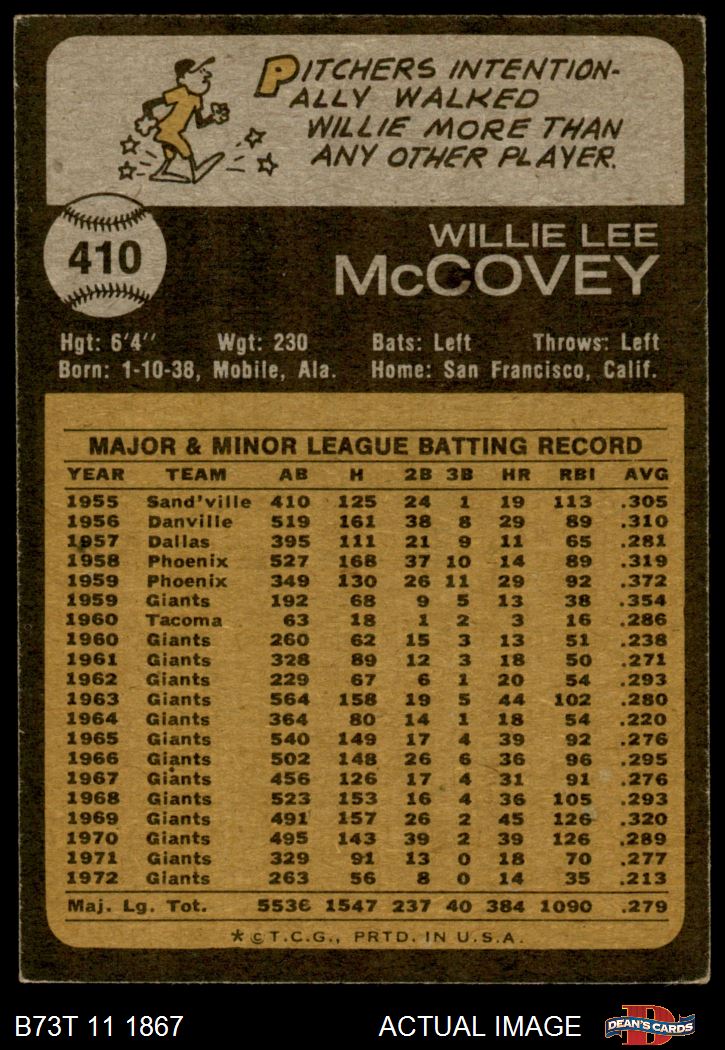 PITCHERS INTENTION-
ALLY WALKED
WILLIE MORE THAN
ANY OTHER PLAYER.
410
WILLIE LEE
McCOVEY
Hgt: 6'4" Wgt: 230 Bats: Left Throws: Left
Born: 1-10-38, Mobile, Ala. Home: San Francisco, Calif.
MAJOR & MINOR LEAGUE BATTING RECORD
YEAR TEAM AB H 2B 3B HR RBI AVG
1955 Sand'ville 410 125 24 1 19 113 .305
1956 Danville 519 161 38 8 29 89 .310
1957 Dallas 395 111 21 9 11 65 .281
1958 Phoenix 527 168 37 10 14 89 .319
1959 Phoenix 349 130 26 11 29 92 .372
1959 Giants 192 68 9 5 13 38 .354
1960 Tacoma 63 18 1 2 3 16 .286
1960 Giants 260 62 15 3 13 51 .238
1961 Giants 328 89 12 3 18 50 .271
1962 Giants 229 67 6 1 20 54 .293
1963 Giants 564 158 19 5 44 102 .280
1964 Giants 364 80 14 1 18 54 .220
1965 Giants 540 149 17 4 39 92 .276
1966 Giants 502 148 26 6 36 96 .295
1967 Giants 456 126 17 4 31 91 .276
1968 Giants 523 153 16 4 36 105 .293
1969 Giants 491 157 26 2 45 126 .320
1970 Giants 495 143 39 2 39 126 .289
1971 Giants 329 91 13 0 18 70 .277
1972 Giants 263 56 8 0 14 35 .213
Maj. Lg. Tot. 5536 1547 237 40 384 1090 .279
* © T.C.G., PRTD. IN U.S.A.
B73T 11 1867 ACTUAL IMAGE
D
DEAN'S CARDS